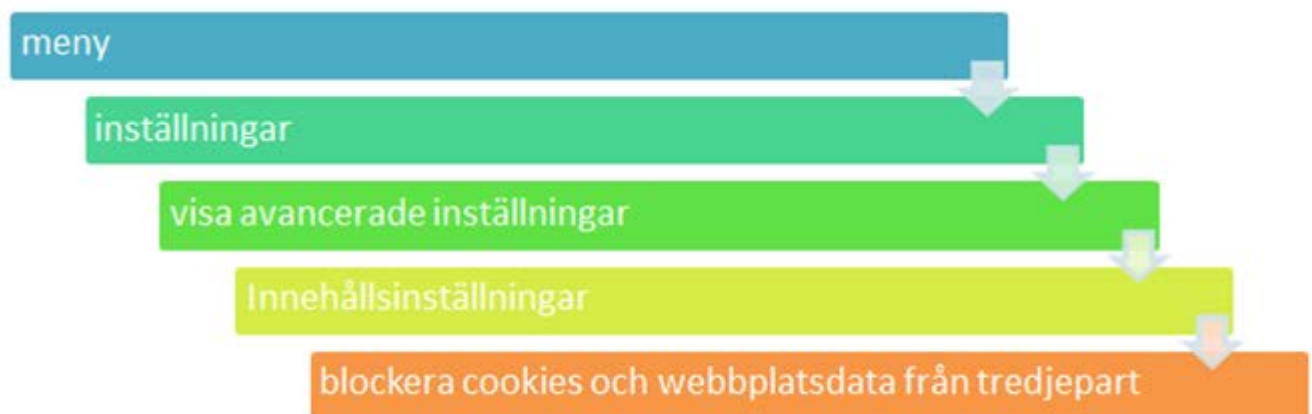 meny
inställningar
visa avancerade inställningar
Innehållsinställningar
blockera cookies och webbplatsdata från tredjepart